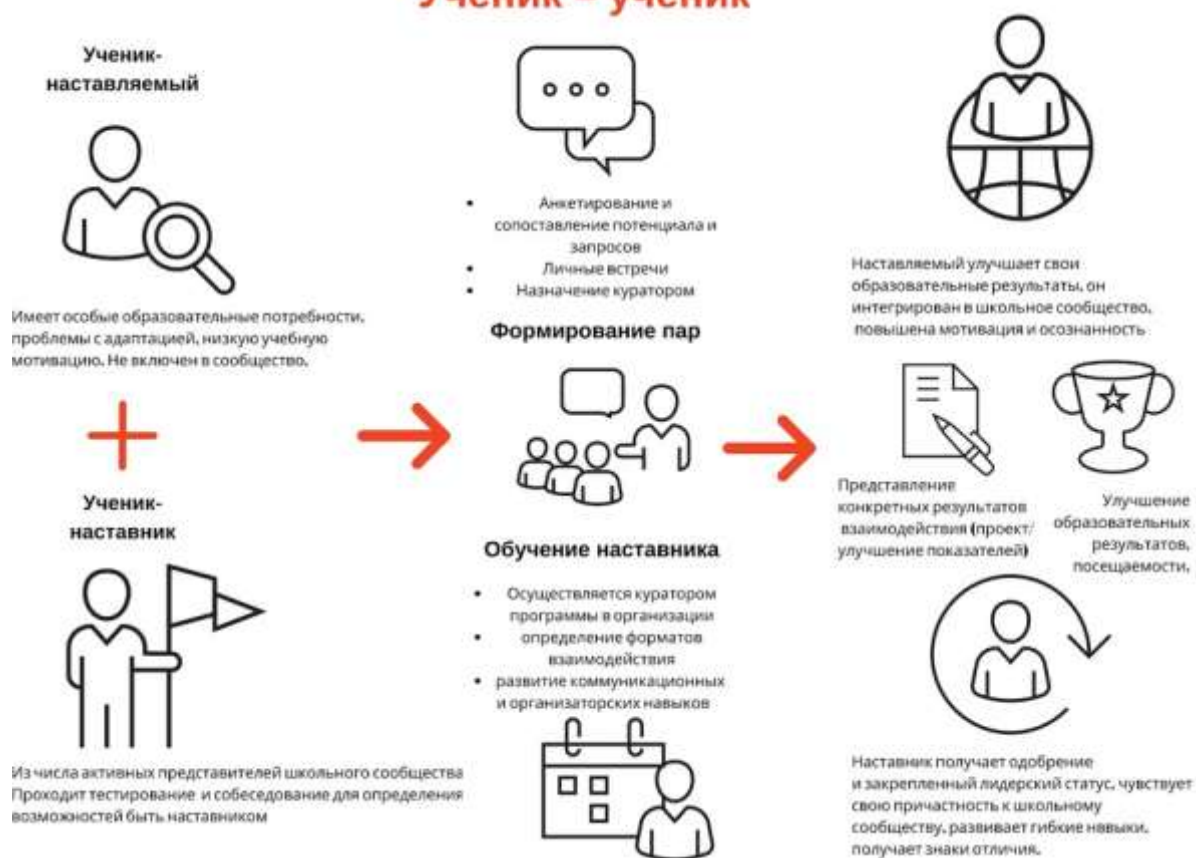 Ученик – ученик
Ученик-
наставляемый
Имеет особые образовательные потребности,
проблемы с адаптацией, низкую учебную
мотивацию. Не включен в сообщество.
Ученик-
наставник
Из числа активных представителей школьного сообщества
Проходит тестирование и собеседование для определения
возможностей быть наставником
• Анкетирование и
сопоставление потенциала и
запросов
• Личные встречи
• Назначение куратором
Формирование пар
Обучение наставника
• Осуществляется куратором
программы в организации
• определение форматов
взаимодействия
• развитие коммуникационных
и организаторских навыков
Наставляемый улучшает свои
образовательные результаты, он
интегрирован в школьное сообщество,
повышена мотивация и осознанность
Представление
конкретных результатов
взаимодействия (проект/
улучшение показателей)
Улучшение
образовательных
результатов,
посещаемости.
Наставник получает одобрение
и закрепленный лидерский статус, чувствует
свою причастность к школьному
сообществу, развивает гибкие навыки,
получает знаки отличия.